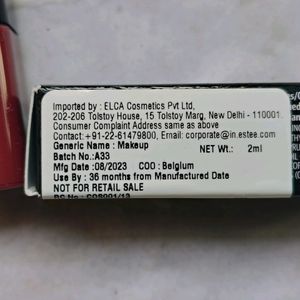 Imported by : ELCA Cosmetics Pvt Ltd,
202-206 Tolstoy House, 15 Tolstoy Marg, New Delhi - 110001.
Consumer Complaint Address same as above
Contact:+91-22-61479800, Email: corporate@in.estee.com
Generic Name : Makeup NET WT. : 2ml
Batch No.:A33
Mfg Date :08/2023 COO : Belgium
Use By : 36 months from Manufactured Date
NOT FOR RETAIL SALE